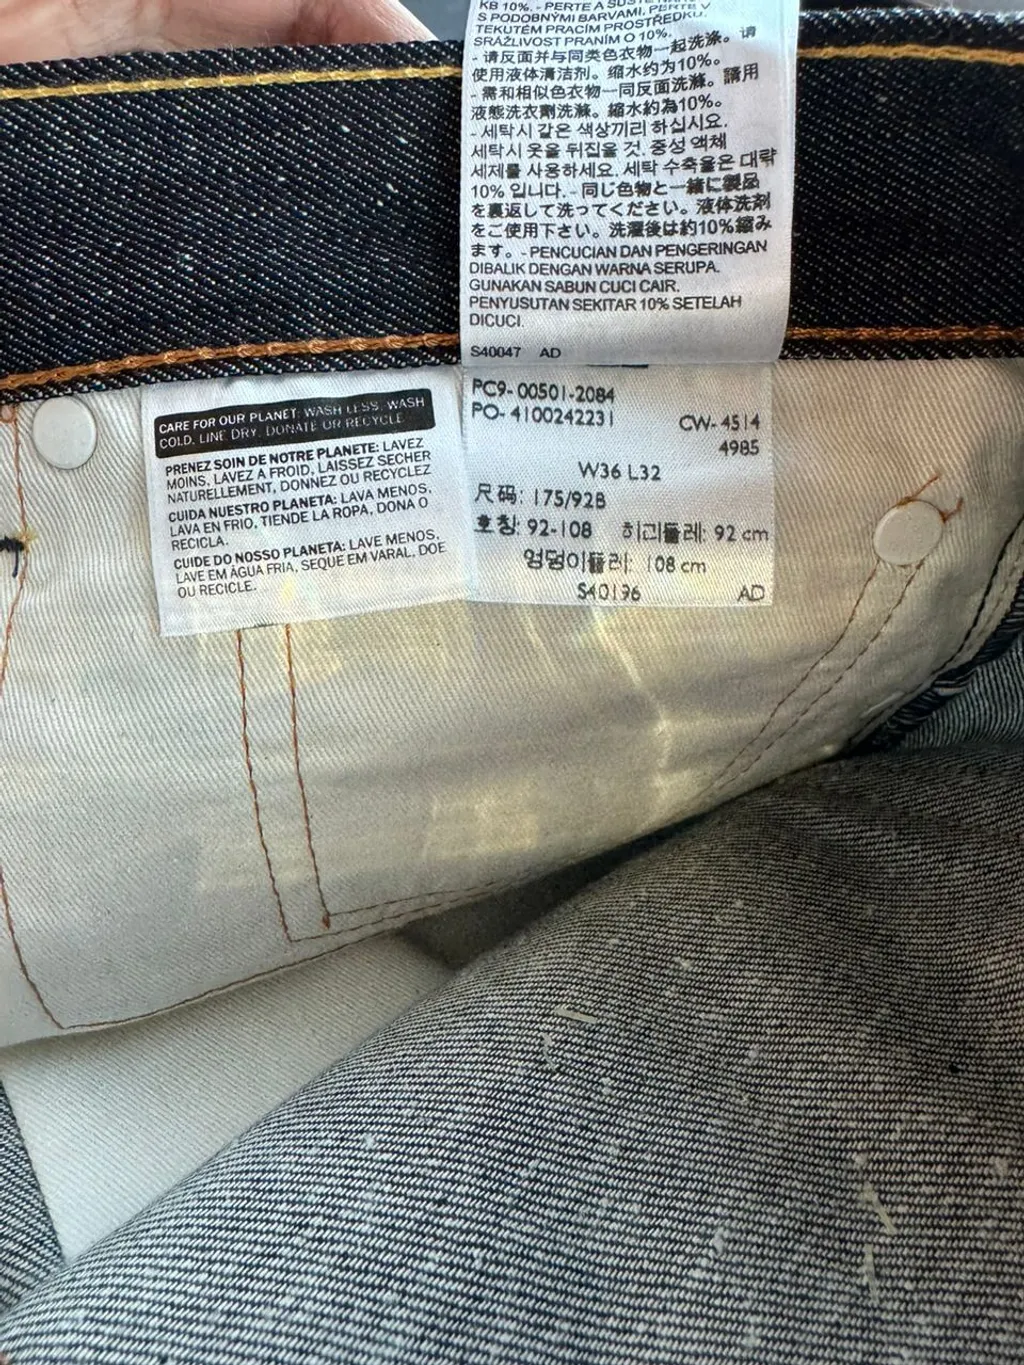 KB 10%. - PERTE A
S PODOBNÝMI BARVAMI. PERTE V
TEKUTÉM PRACÍM PROSTŘEDKU.
SRÁŽLIVOST PRANÍM O 10%.
- 请反面并与同类色衣物一起洗涤。请
使用液体清洁剂。缩水约为10%。
- 需和相似色衣物一同反面洗滌。請用
液態洗衣劑洗滌。縮水約為10%。
- 세탁시 같은 색상끼리 하십시요.
세탁시 옷을 뒤집을 것. 중성 액체
세제를 사용하세요. 세탁 수축율은 대략
10% 입니다. - 同じ色物と一緒に製品
を裏返して洗ってください。液体洗剤
をご使用下さい。洗濯後は約10%縮み
ます。- PENCUCIAN DAN PENGERINGAN
DIBALIK DENGAN WARNA SERUPA.
GUNAKAN SABUN CUCI CAIR.
PENYUSUTAN SEKITAR 10% SETELAH
DICUCI.
S40047 AD
CARE FOR OUR PLANET: WASH LESS, WASH
COLD, LINE DRY, DONATE OR RECYCLE
PRENEZ SOIN DE NOTRE PLANETE: LAVEZ
MOINS, LAVEZ A FROID, LAISSEZ SECHER
NATURELLEMENT, DONNEZ OU RECYCLEZ
CUIDA NUESTRO PLANETA: LAVA MENOS,
LAVA EN FRIO, TIENDE LA ROPA, DONA O
RECICLA.
CUIDE DO NOSSO PLANETA: LAVE MENOS,
LAVE EM ÁGUA FRIA, SEQUE EM VARAL, DOE
OU RECICLE.
PC9- 00501-2084
PO- 4100242231 CW- 4514
4985
W36 L32
尺码: 175/92B
호칭: 92-108 허리둘레: 92 cm
엉덩이둘레: 108 cm
S40196 AD